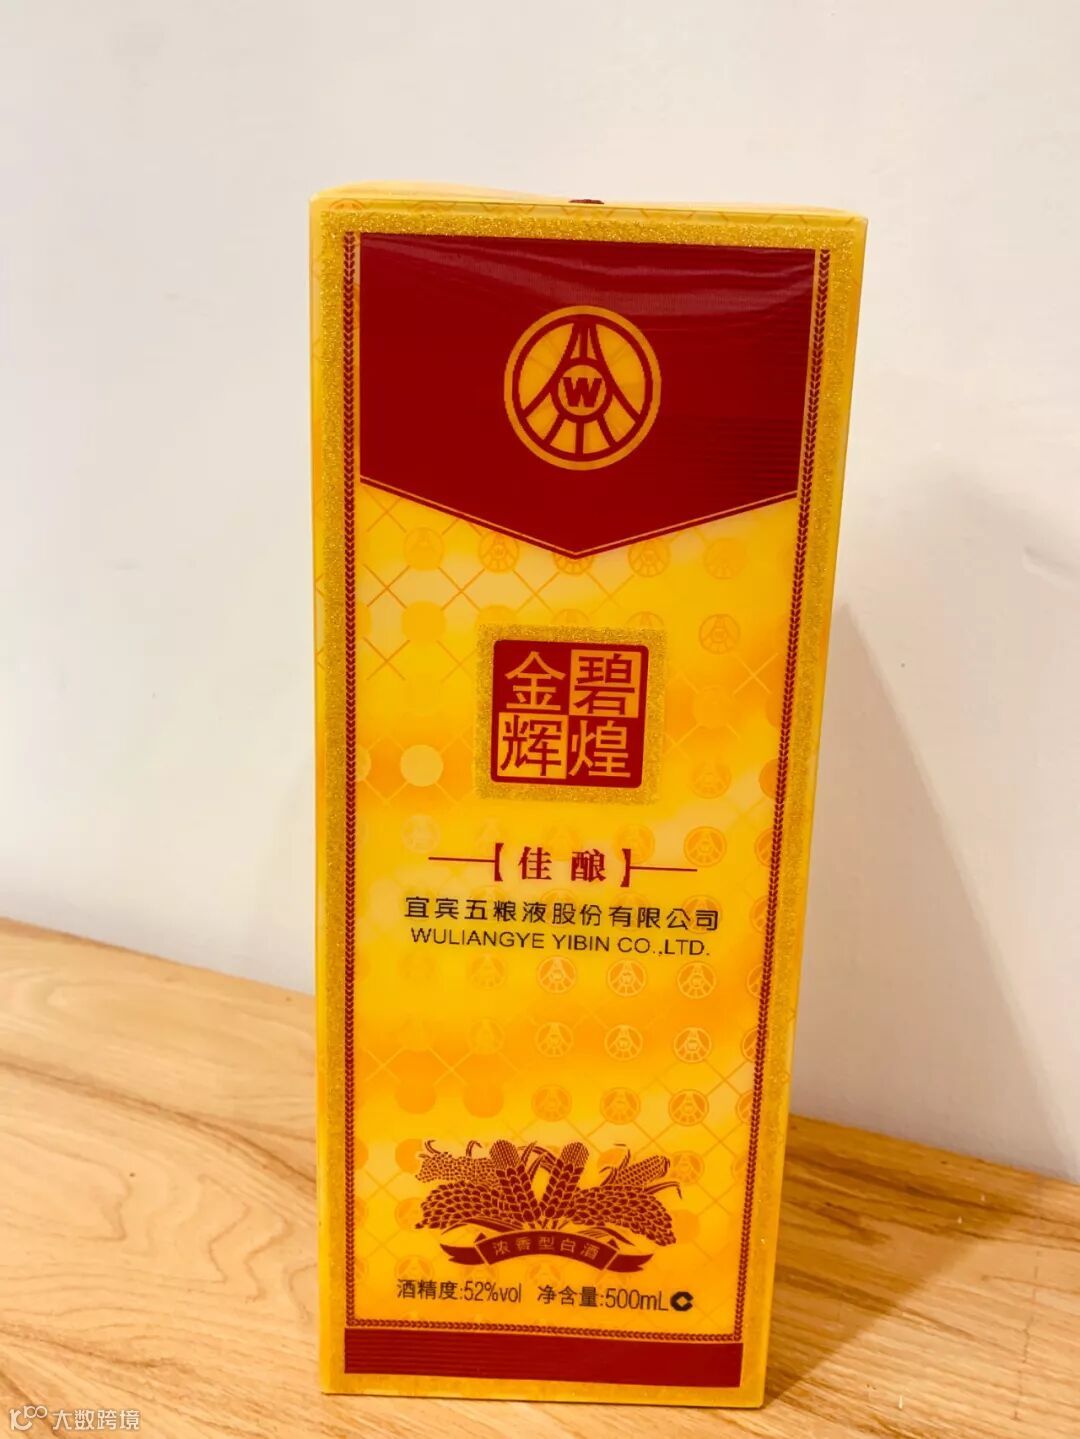 W
金碧
辉煌
【佳酿】
宜宾五粮液股份有限公司
WULIANGYE YIBIN CO.,LTD.
浓香型白酒
酒精度:52%vol 净含量:500mL
大数跨境